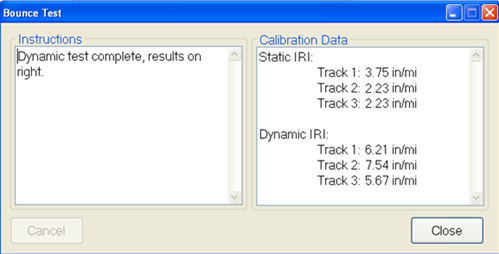 Bounce Test
Instructions
Dynamic test complete, results on
right.
Calibration Data
Static IRI:
Track 1: 3.75 in/mi
Track 2: 2.23 in/mi
Track 3: 2.23 in/mi
Dynamic IRI:
Track 1: 6.21 in/mi
Track 2: 7.54 in/mi
Track 3: 5.67 in/mi
Cancel
Close